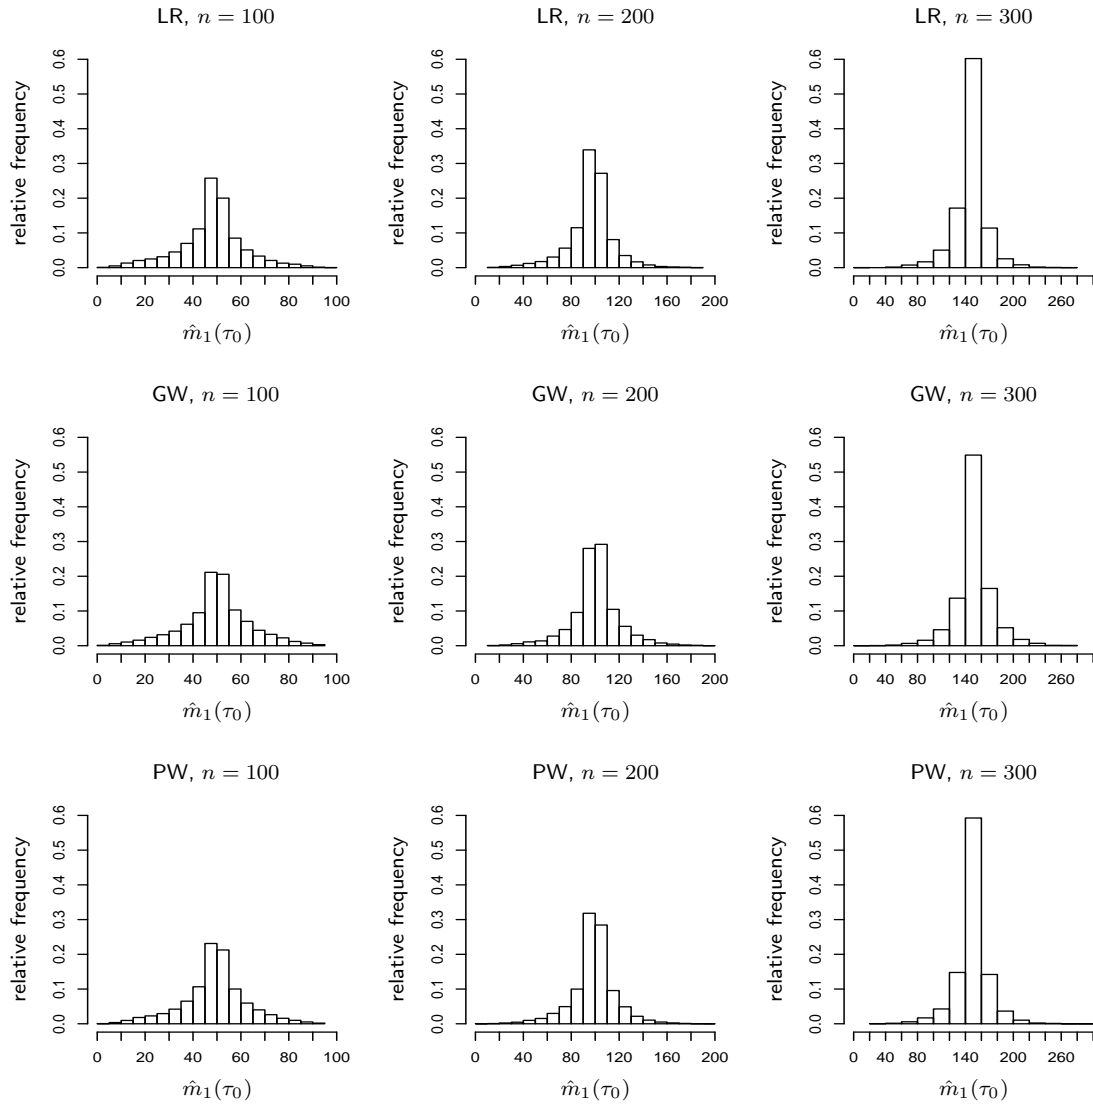 LR, n = 100
relative frequency
0.0 0.1 0.2 0.3 0.4 0.5 0.6
0 20 40 60 80 100
m̂₁(τ₀)
LR, n = 200
relative frequency
0.0 0.1 0.2 0.3 0.4 0.5 0.6
0 40 80 120 160 200
m̂₁(τ₀)
LR, n = 300
relative frequency
0.0 0.1 0.2 0.3 0.4 0.5 0.6
0 40 80 140 200 260
m̂₁(τ₀)
GW, n = 100
relative frequency
0.0 0.1 0.2 0.3 0.4 0.5 0.6
0 20 40 60 80 100
m̂₁(τ₀)
GW, n = 200
relative frequency
0.0 0.1 0.2 0.3 0.4 0.5 0.6
0 40 80 120 160 200
m̂₁(τ₀)
GW, n = 300
relative frequency
0.0 0.1 0.2 0.3 0.4 0.5 0.6
0 40 80 140 200 260
m̂₁(τ₀)
PW, n = 100
relative frequency
0.0 0.1 0.2 0.3 0.4 0.5 0.6
0 20 40 60 80 100
m̂₁(τ₀)
PW, n = 200
relative frequency
0.0 0.1 0.2 0.3 0.4 0.5 0.6
0 40 80 120 160 200
m̂₁(τ₀)
PW, n = 300
relative frequency
0.0 0.1 0.2 0.3 0.4 0.5 0.6
0 40 80 140 200 260
m̂₁(τ₀)